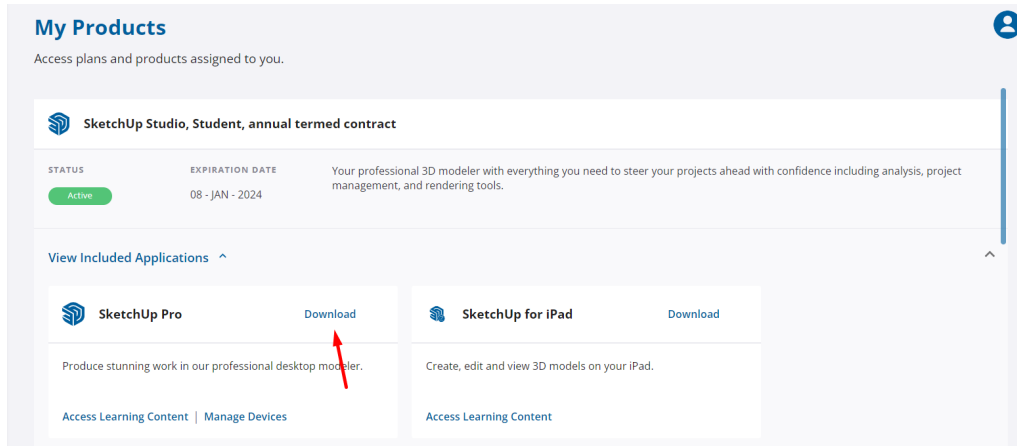 My Products
Access plans and products assigned to you.
SketchUp Studio, Student, annual termed contract
STATUS
EXPIRATION DATE
Your professional 3D modeler with everything you need to steer your projects ahead with confidence including analysis, project
management, and rendering tools.
Active
08 - JAN - 2024
View Included Applications
SketchUp Pro
Download
SketchUp for iPad
Download
Produce stunning work in our professional desktop modeler.
Create, edit and view 3D models on your iPad.
Access Learning Content | Manage Devices
Access Learning Content